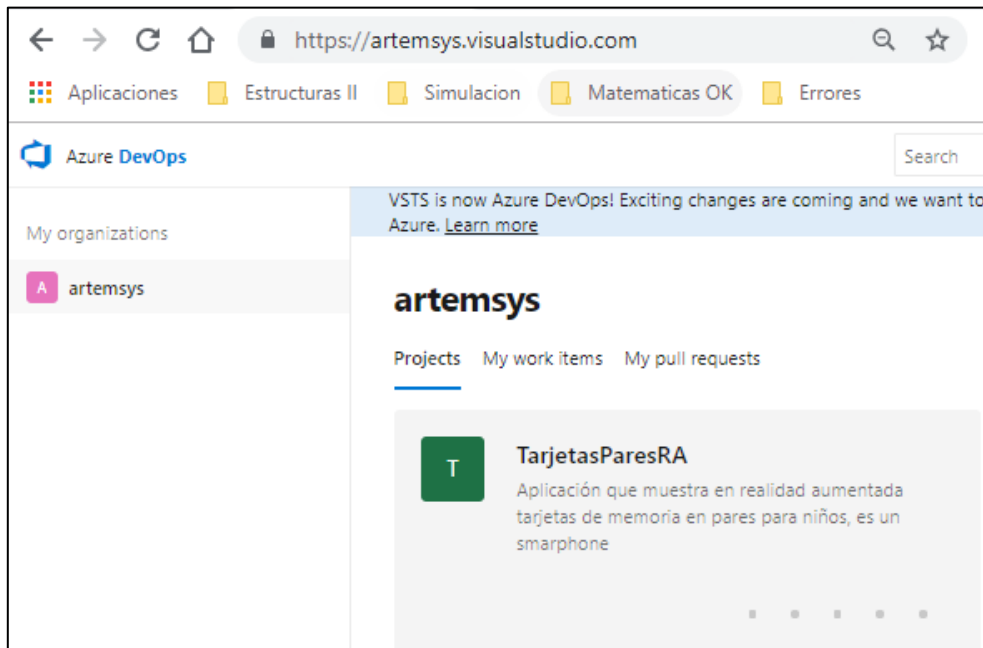 https://artemsys.visualstudio.com
Aplicaciones Estructuras II Simulacion Matematicas OK Errores
Azure DevOps Search
VSTS is now Azure DevOps! Exciting changes are coming and we want to
Azure. Learn more
My organizations
A artemsys
artemsys
Projects My work items My pull requests
T TarjetasParesRA
Aplicación que muestra en realidad aumentada
tarjetas de memoria en pares para niños, es un
smarphone